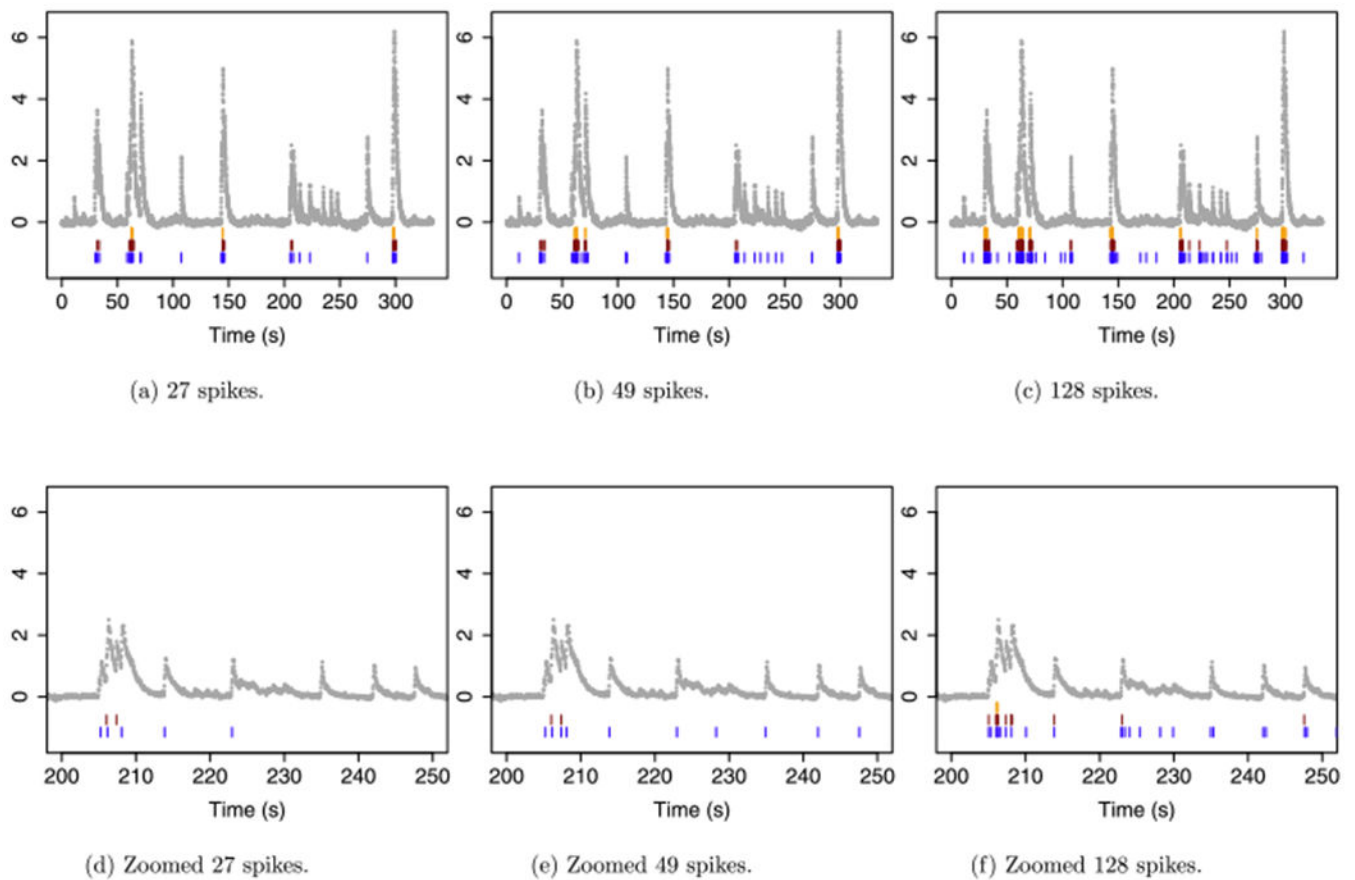 6 4 2 0
0 50 100 150 200 250 300
Time (s)
(a) 27 spikes.
6 4 2 0
0 50 100 150 200 250 300
Time (s)
(b) 49 spikes.
6 4 2 0
0 50 100 150 200 250 300
Time (s)
(c) 128 spikes.
6 4 2 0
200 210 220 230 240 250
Time (s)
(d) Zoomed 27 spikes.
6 4 2 0
200 210 220 230 240 250
Time (s)
(e) Zoomed 49 spikes.
6 4 2 0
200 210 220 230 240 250
Time (s)
(f) Zoomed 128 spikes.